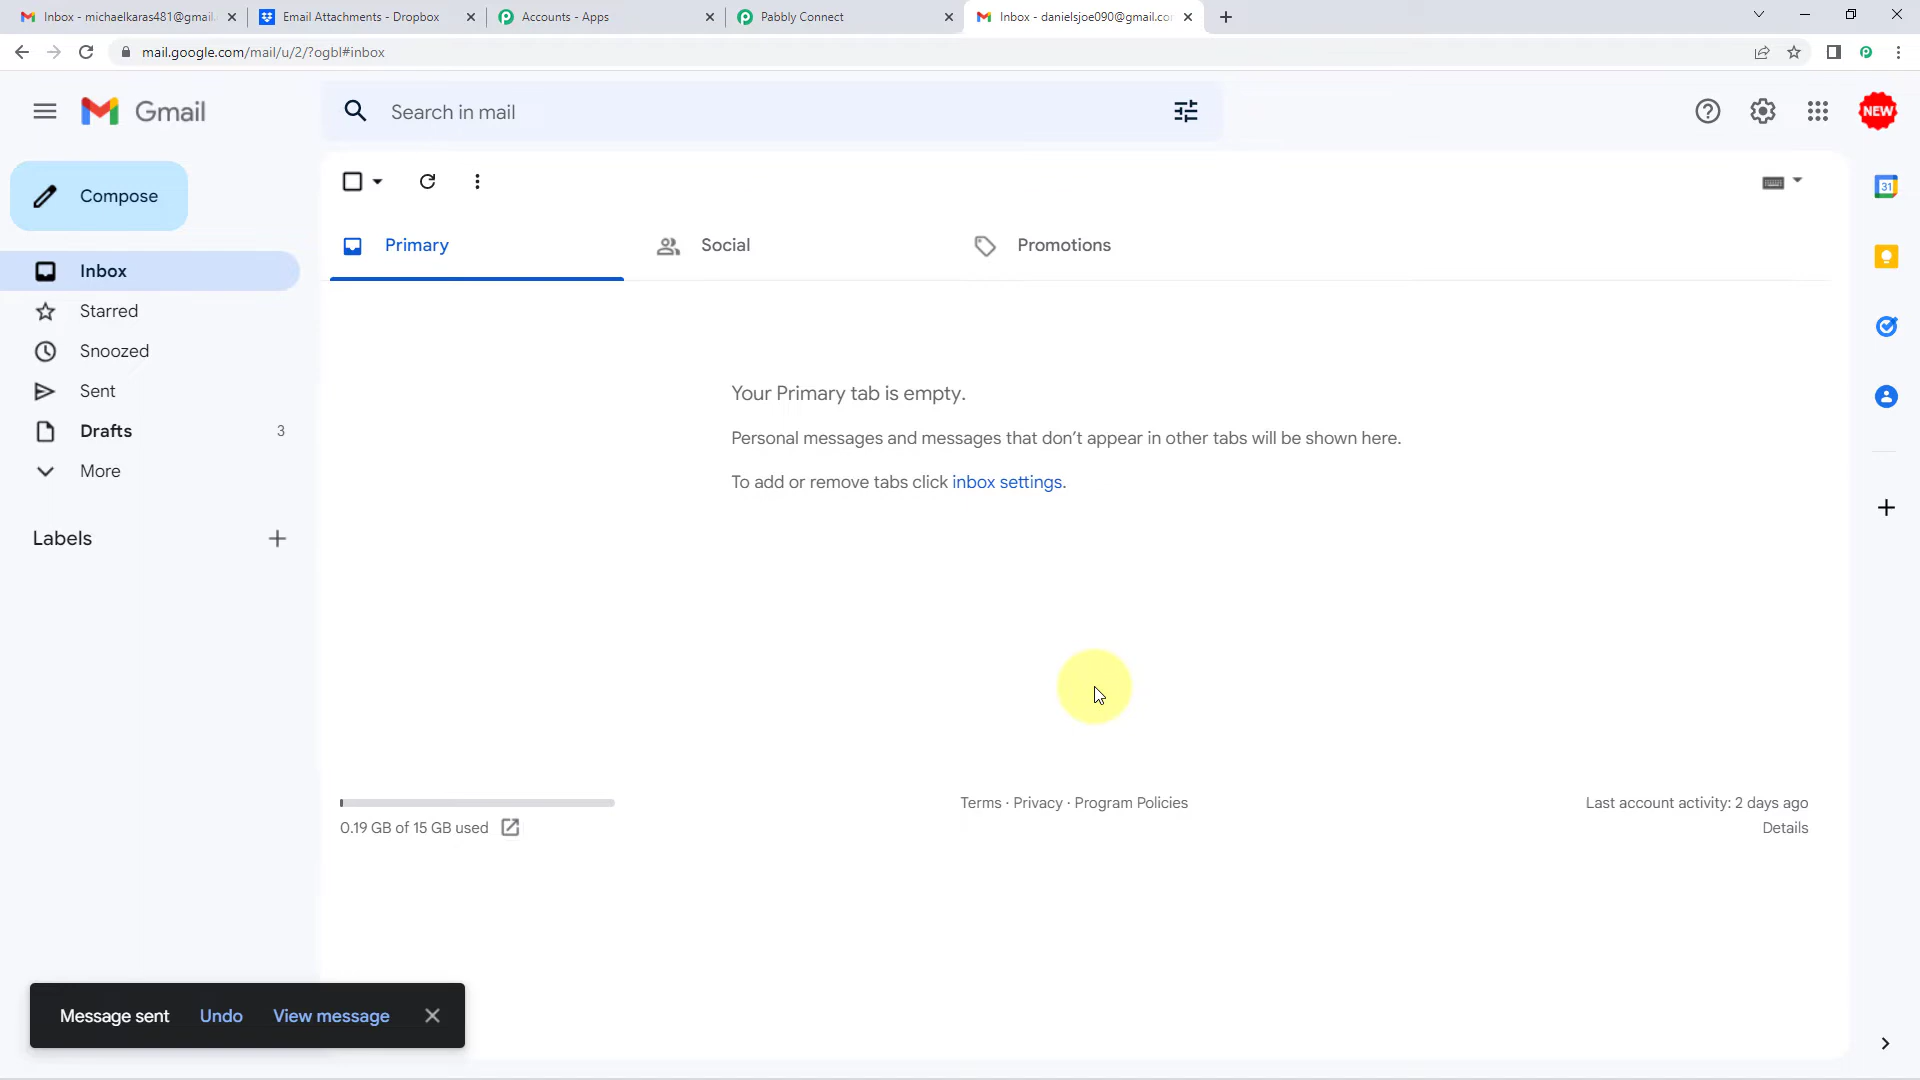 Inbox - michaelkaras481@gmail.
Email Attachments - Dropbox
Accounts - Apps
Pabbly Connect
Inbox - danielsjoe090@gmail.co
mail.google.com/mail/u/2/?ogbl#inbox
Gmail
Search in mail
NEW
Compose
31
Primary
Social
Promotions
Inbox
Starred
Snoozed
Sent
Drafts 3
More
Labels
Your Primary tab is empty.
Personal messages and messages that don't appear in other tabs will be shown here.
To add or remove tabs click inbox settings.
Terms · Privacy · Program Policies
Last account activity: 2 days ago
0.19 GB of 15 GB used
Details
Message sent Undo View message